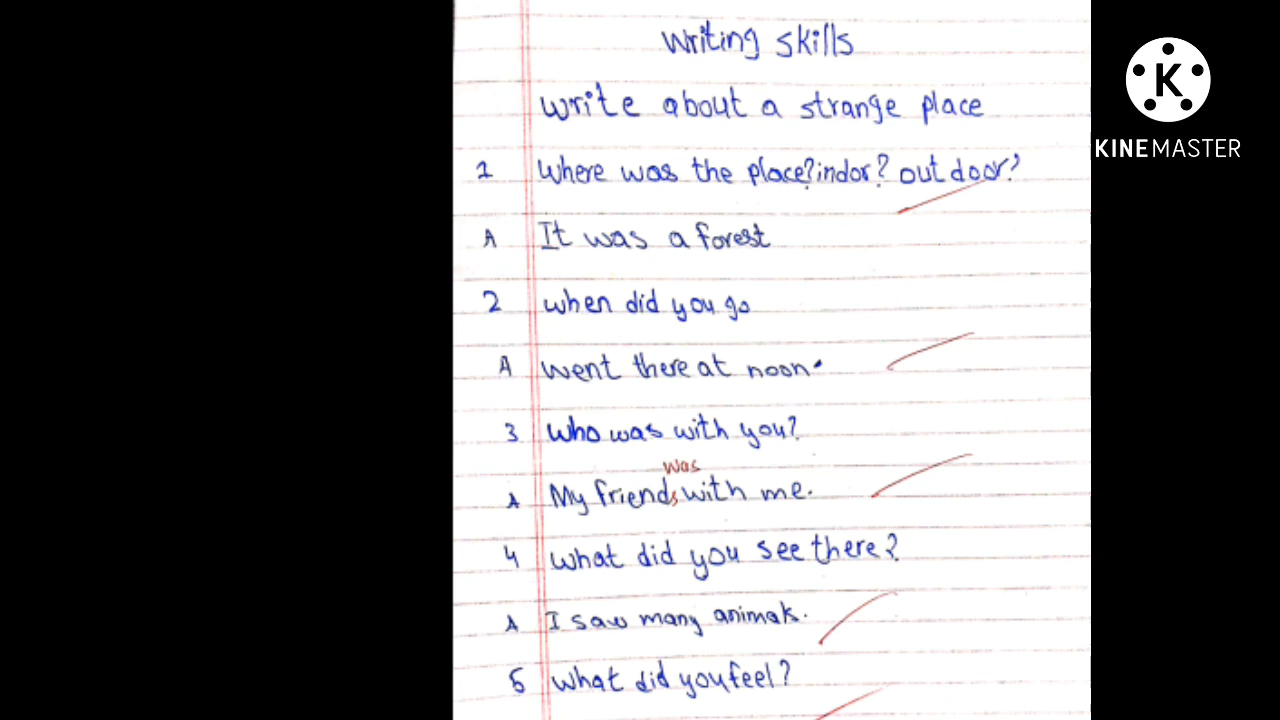 Writing skills
write about a strange place
1 Where was the place? indor? out door?
A It was a forest
2 when did you go
A went there at noon.
3 who was with you?
was
A My friends with me.
4 what did you see there?
A I saw many animals.
5 what did you feel?
K
KINEMASTER